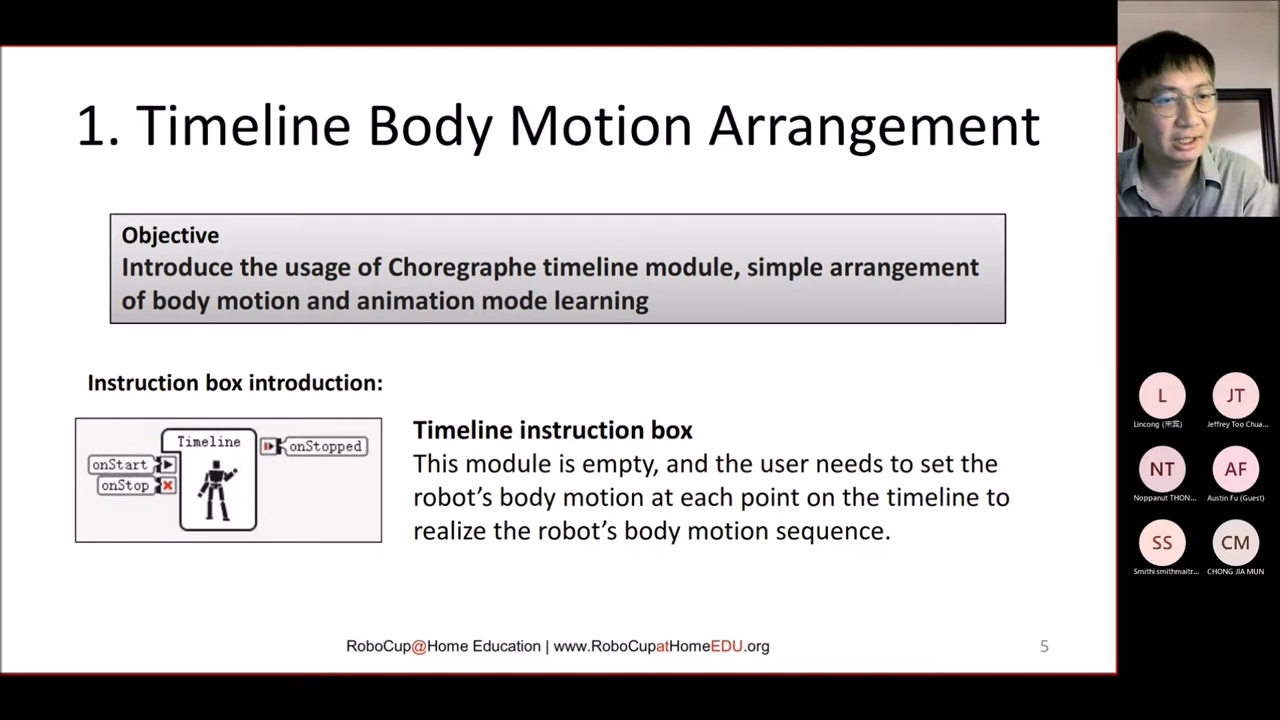 1. Timeline Body Motion Arrangement
Objective
Introduce the usage of Choregraphe timeline module, simple arrangement
of body motion and animation mode learning
Instruction box introduction:
Timeline
onStart
onStop
onStopped
Timeline instruction box
This module is empty, and the user needs to set the
robot’s body motion at each point on the timeline to
realize the robot’s body motion sequence.
RoboCup@Home Education | www.RoboCupatHomeEDU.org
5
L
JT
Jeffrey Too Chua...
NT
AF
Noppanut THON...
Austin Fu (Guest)
SS
CM
Smithi smithmaitr...
CHONG JIA MUN
Lincong